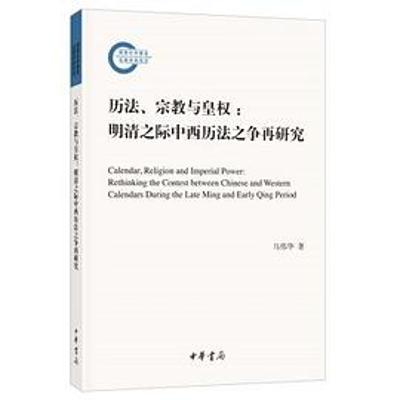 历法、宗教与皇权：
明清之际中西历法之争再研究
Calendar, Religion and Imperial Power:
Rethinking the Contest between Chinese and Western
Calendars During the Late Ming and Early Qing Period
马伟华 著
中华书局
历法、宗教与皇权：明清之际中西历法之争再研究